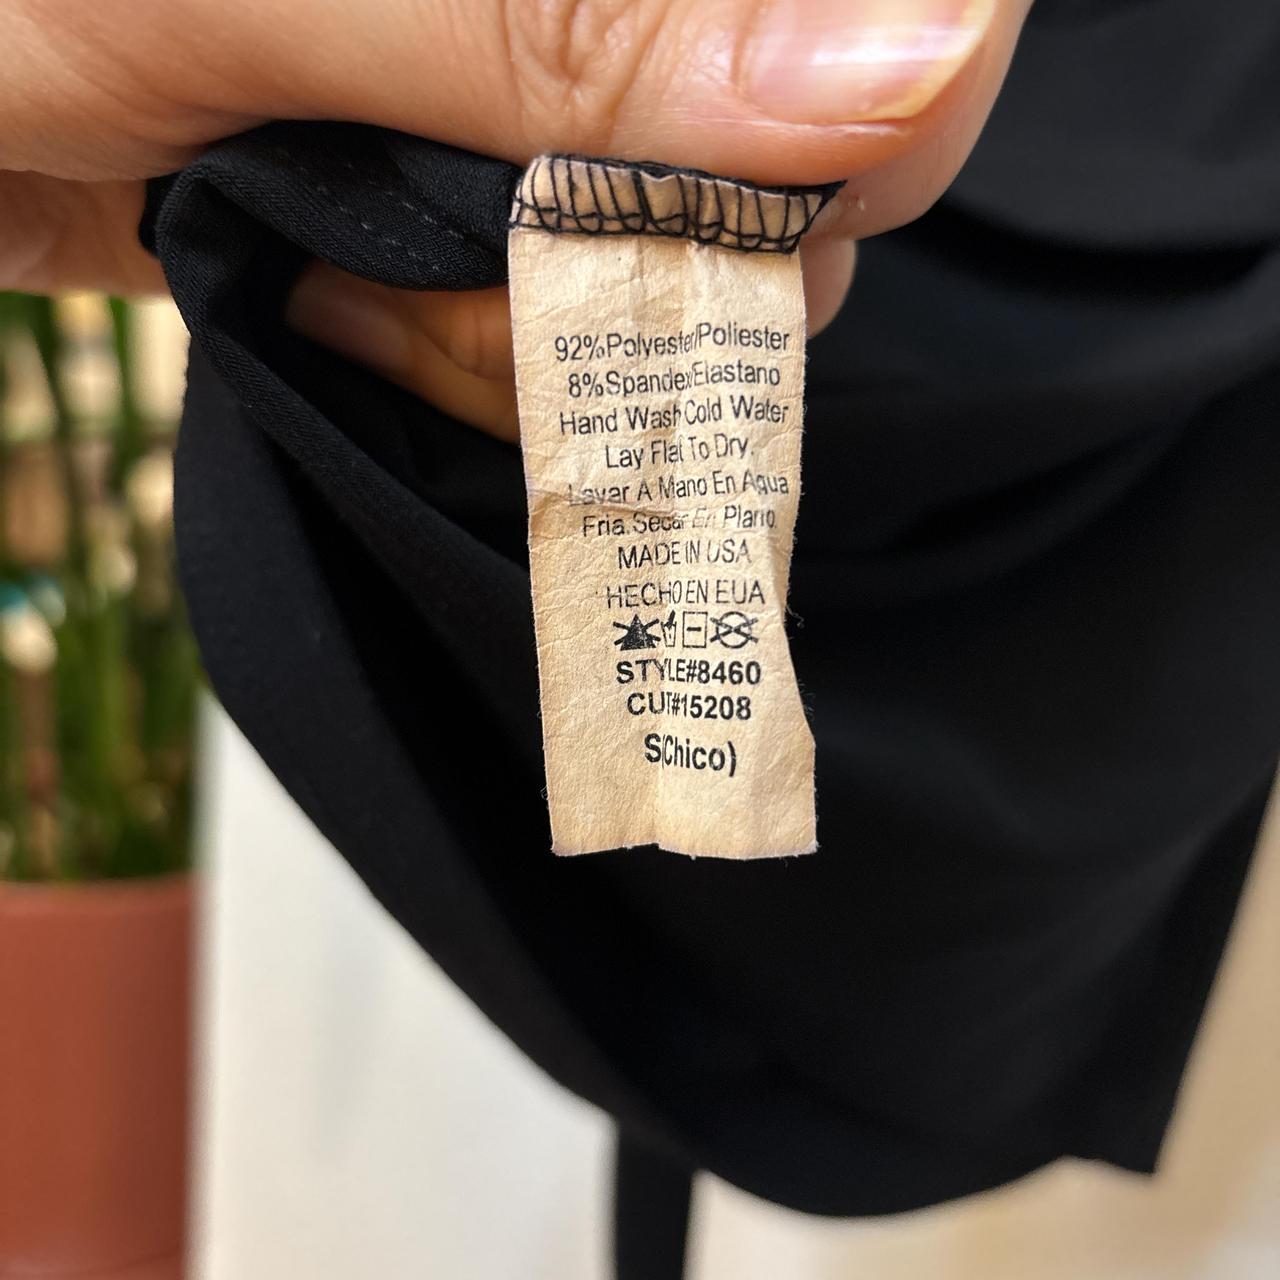 92%Polyester/Poliester
8%Spandex/Elastano
Hand Wash Cold Water
Lay Flat To Dry.
Lavar A Mano En Agua
Fria.Secar En Plano.
MADE IN USA
HECHO EN EUA
STYLE#8460
CUT#15208
S(Chico)